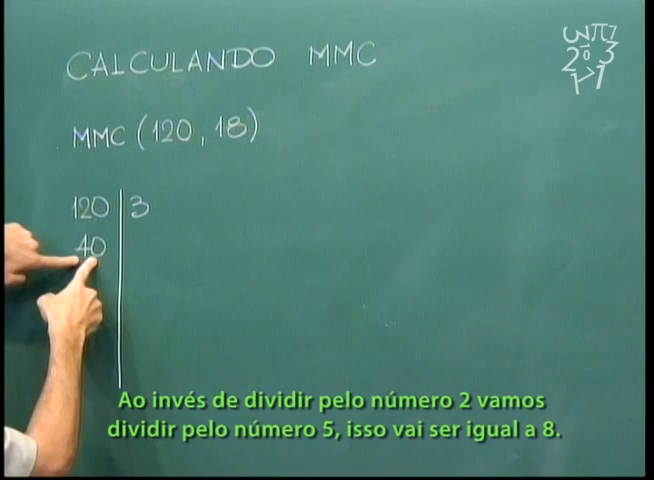 CALCULANDO MMC
MMC (120, 18)
120 | 3
40
Ao invés de dividir pelo número 2 vamos
dividir pelo número 5, isso vai ser igual a 8.